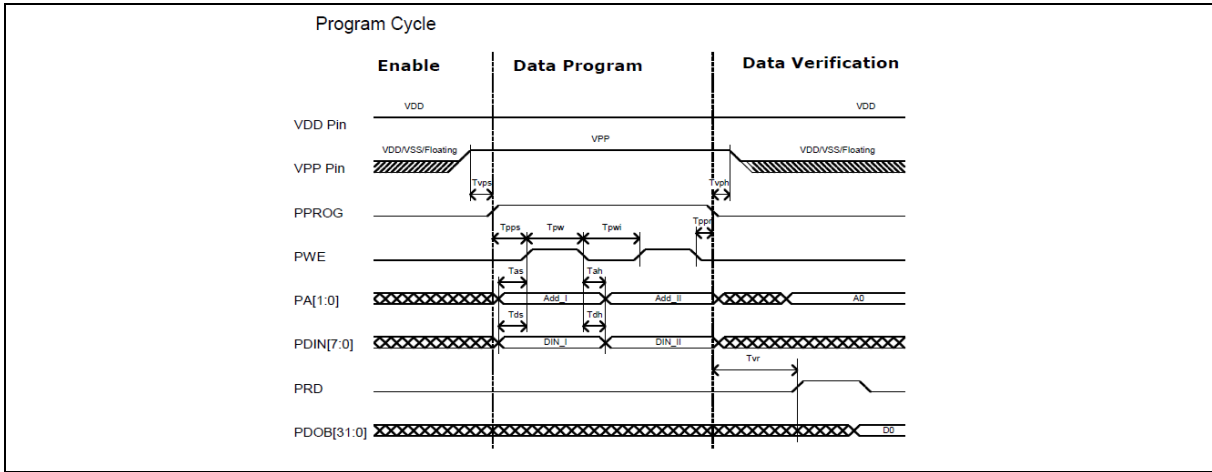 Program Cycle
Enable Data Program Data Verification
VDD VDD
VDD Pin
VPP
VDD/VSS/Floating VDD/VSS/Floating
VPP Pin
Tvps Tvph
PPROG
Tpps Tpw Tpwi Tppr
PWE
Tas Tah
PA[1:0] Add_I Add_II A0
Tds Tdh
PDIN[7:0] DIN_I DIN_II
Tvr
PRD
PDOB[31:0] D0